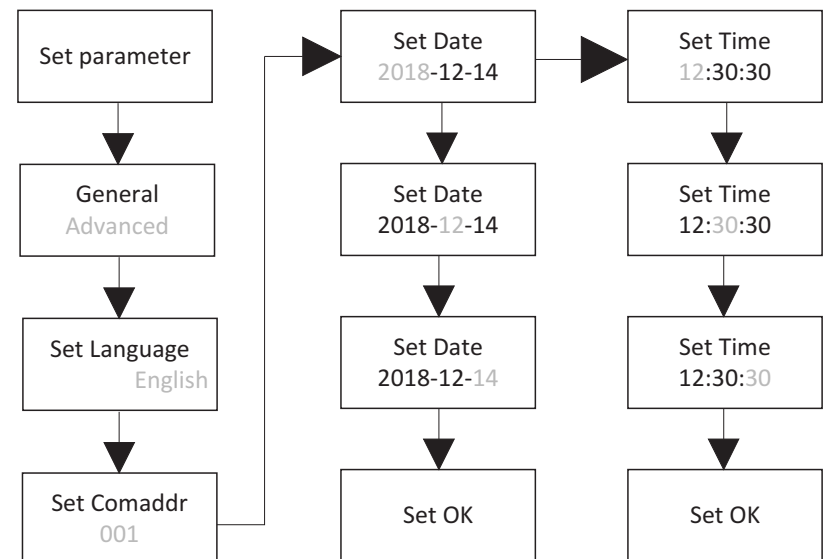 Set parameter
General
Advanced
Set Language
English
Set Comaddr
001
Set Date
2018-12-14
Set Date
2018-12-14
Set Date
2018-12-14
Set OK
Set Time
12:30:30
Set Time
12:30:30
Set Time
12:30:30
Set OK